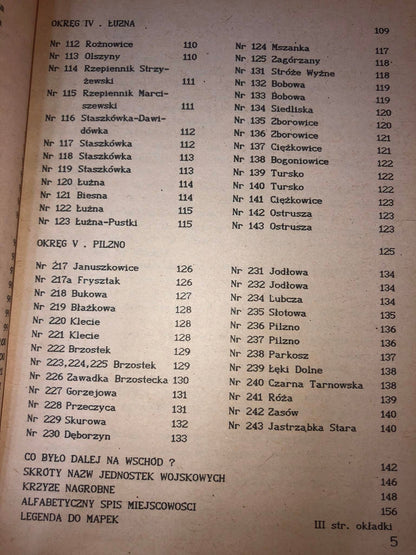 OKRĘG IV . ŁUŻNA 109
Nr 112 Rożnowice 110
Nr 113 Olszyny 110
Nr 114 Rzepiennik Strzy-
żewski 111
Nr 115 Rzepiennik Marci-
szewski 111
Nr 116 Staszkówka-Dawi-
dówka 112
Nr 117 Staszkówka 112
Nr 118 Staszkówka 113
Nr 119 Staszkówka 113
Nr 120 Łużna 114
Nr 121 Biesna 114
Nr 122 Łużna 115
Nr 123 Łużna-Pustki 115
Nr 124 Mszanka 117
Nr 125 Zagórzany 118
Nr 131 Stróże Wyżne 118
Nr 132 Bobowa 118
Nr 133 Bobowa 119
Nr 134 Siedliska 120
Nr 135 Zborowice 120
Nr 136 Zborowice 121
Nr 137 Ciężkowice 121
Nr 138 Bogoniowice 121
Nr 139 Tursko 122
Nr 140 Tursko 122
Nr 141 Ciężkowice 122
Nr 142 Ostrusza 123
Nr 143 Ostrusza 123
OKRĘG V . PILZNO 125
Nr 217 Januszkowice 126
Nr 217a Frysztak 126
Nr 218 Bukowa 127
Nr 219 Błażkowa 128
Nr 220 Klecie 128
Nr 221 Klecie 128
Nr 222 Brzostek 129
Nr 223,224,225 Brzostek 129
Nr 226 Zawadka Brzostecka 130
Nr 227 Gorzejowa 131
Nr 228 Przeczyca 131
Nr 229 Skurowa 132
Nr 230 Dęborzyn 133
Nr 231 Jodłowa 134
Nr 232 Jodłowa 134
Nr 234 Lubcza 134
Nr 235 Słotowa 135
Nr 236 Pilzno 136
Nr 237 Pilzno 136
Nr 238 Parkosz 137
Nr 239 Łęki Dolne 138
Nr 240 Czarna Tarnowska 138
Nr 241 Róża 139
Nr 242 Zasów 140
Nr 243 Jastrząbka Stara 140
CO BYŁO DALEJ NA WSCHÓD ? 142
SKRÓTY NAZW JEDNOSTEK WOJSKOWYCH 146
KRZYŻE NAGROBNE 148
ALFABETYCZNY SPIS MIEJSCOWOŚCI 156
LEGENDA DO MAPEK III str. okładki
5